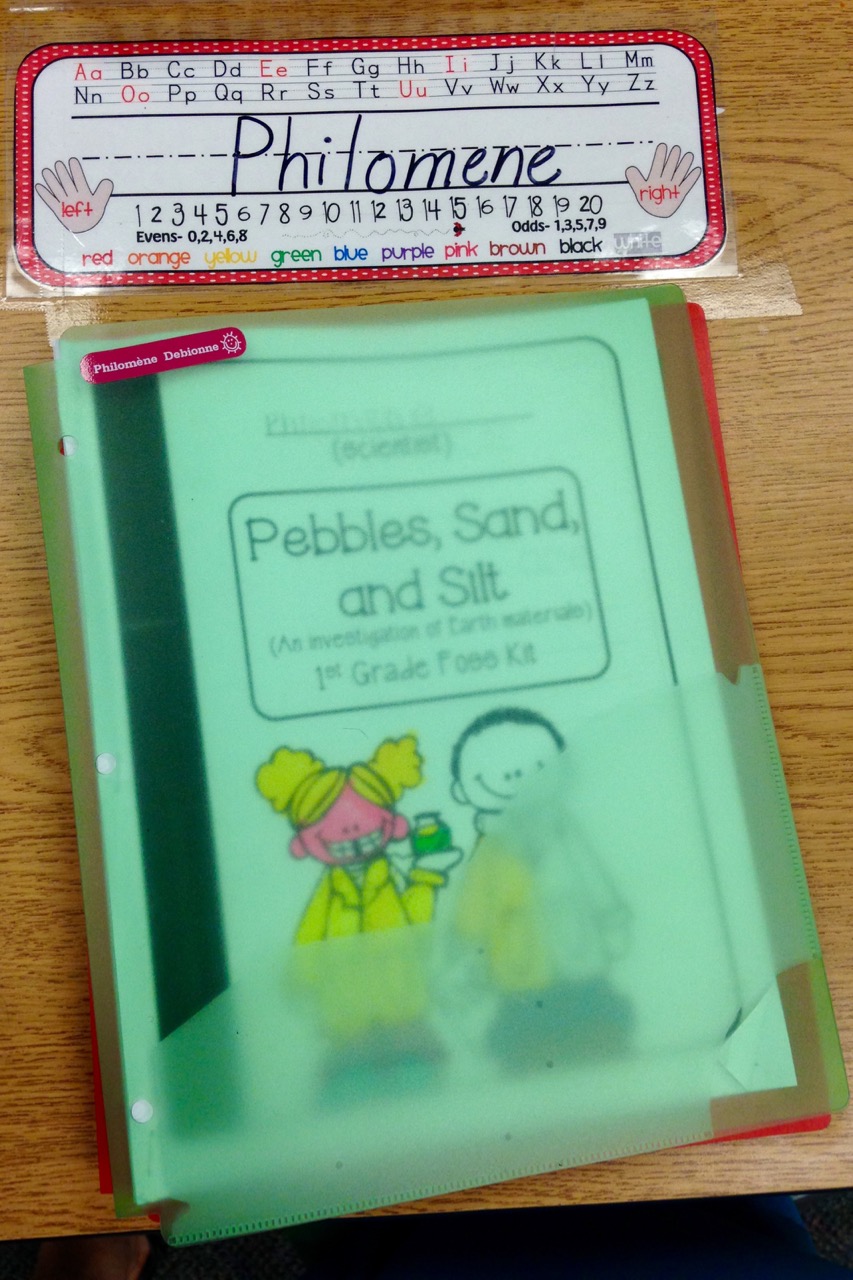 Aa Bb Cc Dd Ee Ff Gg Hh Ii Jj Kk Ll Mm
Nn Oo Pp Qq Rr Ss Tt Uu Vv Ww Xx Yy Zz
Philomene
left
right
1 2 3 4 5 6 7 8 9 10 11 12 13 14 15 16 17 18 19 20
Evens- 0,2,4,6,8
Odds- 1,3,5,7,9
red orange yellow green blue purple pink brown black white
Philomène Debionne
(Scientist)
Pebbles, Sand,
and Silt
(An investigation of Earth materials)
1st Grade Foss Kit